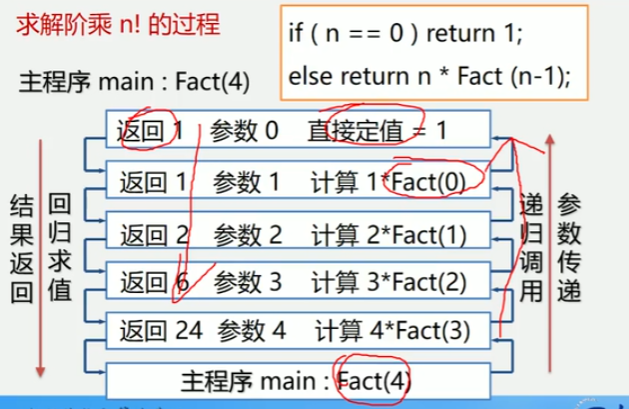 求解阶乘 n! 的过程
if ( n == 0 ) return 1;
else return n * Fact (n-1);
主程序 main : Fact(4)
返回 1 参数 0 直接定值 = 1
返回 1 参数 1 计算 1*Fact(0)
返回 2 参数 2 计算 2*Fact(1)
返回 6 参数 3 计算 3*Fact(2)
返回 24 参数 4 计算 4*Fact(3)
主程序 main : Fact(4)
结果返回
回归求值
递归调用
参数传递